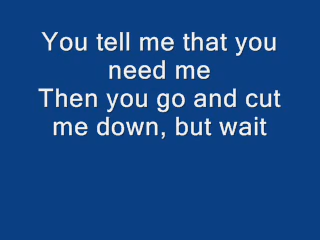 You tell me that you
need me
Then you go and cut
me down, but wait